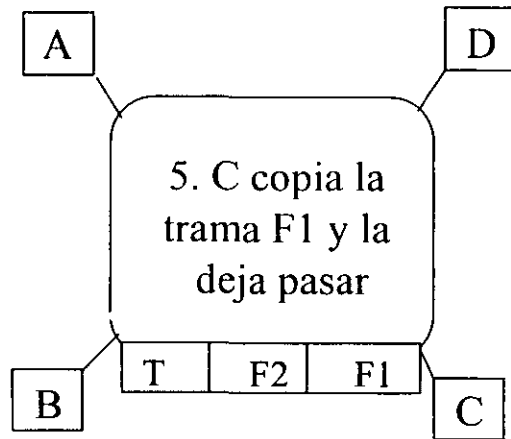 A
D
5. C copia la
trama F1 y la
deja pasar
T F2 F1
B
C